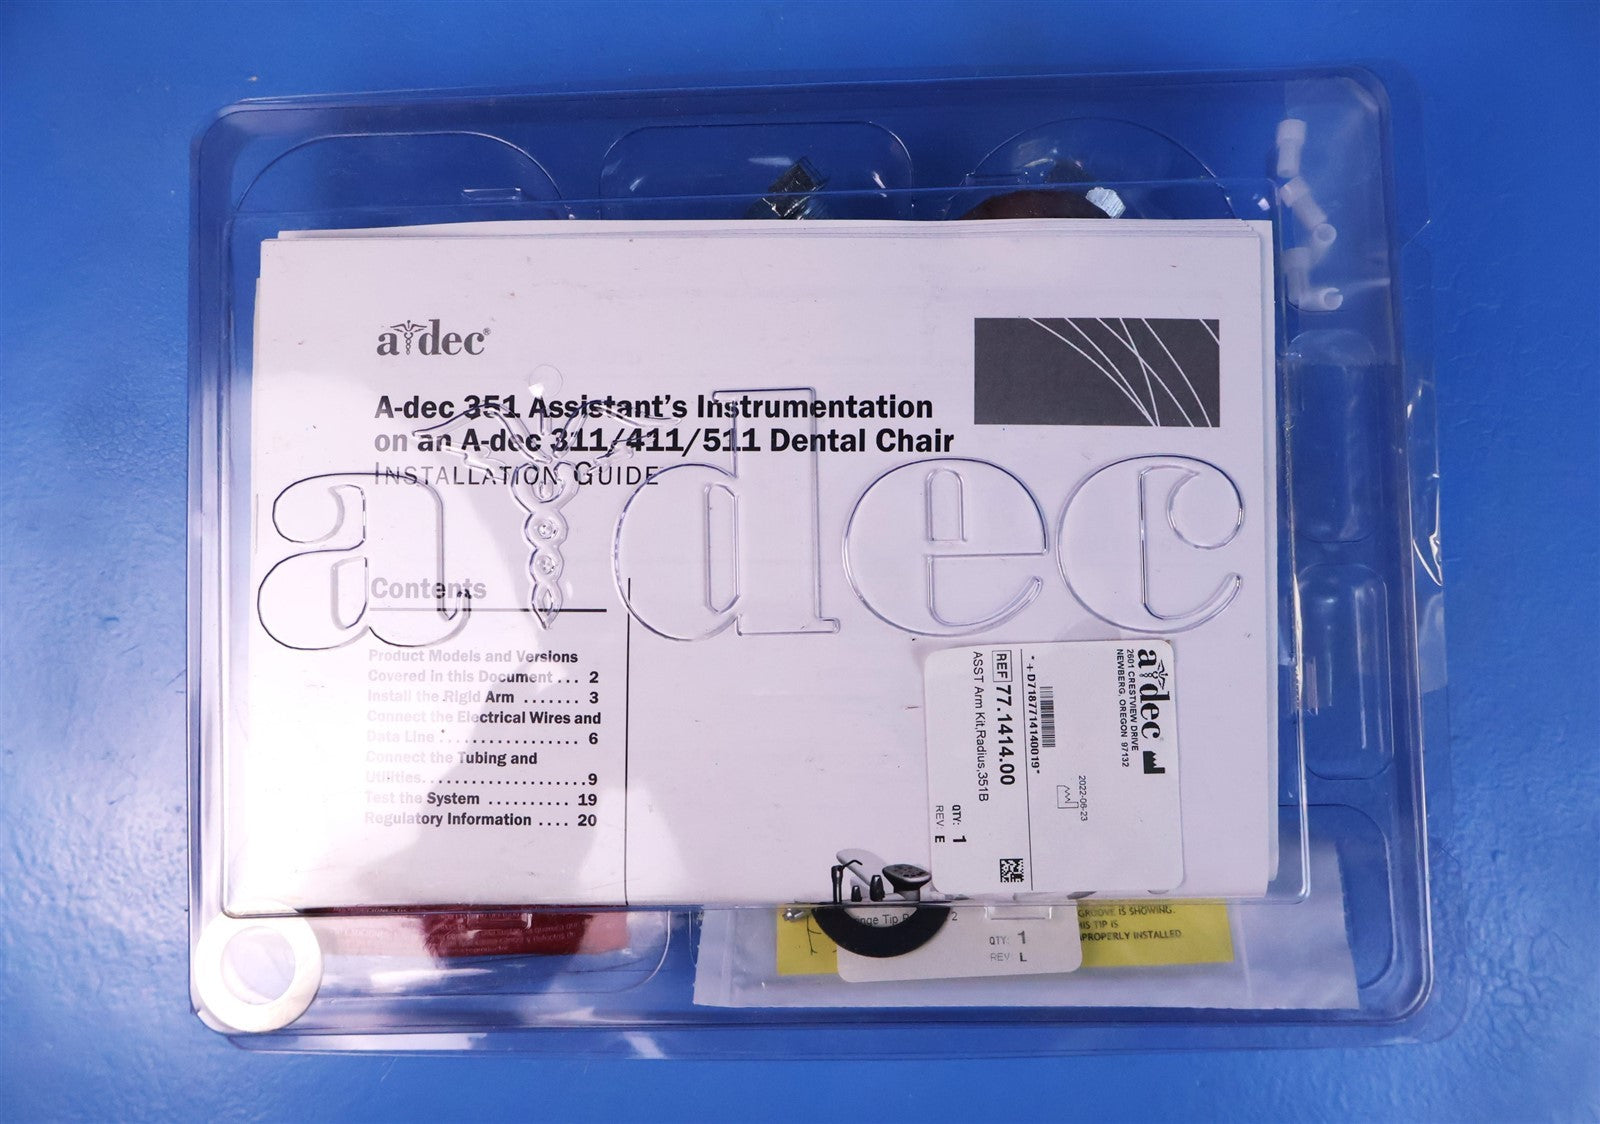 a dec®
A-dec 351 Assistant's Instrumentation
on an A-dec 311/411/511 Dental Chair
INSTALLATION GUIDE
a dec
Contents
Product Models and Versions
Covered in this Document . . . 2
Install the Rigid Arm . . . . . . . 3
Connect the Electrical Wires and
Data Line . . . . . . . . . . . . . . . . 6
Connect the Tubing and
Utilities. . . . . . . . . . . . . . . . . . .9
Test the System . . . . . . . . . . 19
Regulatory Information . . . . 20
a dec
2601 CRESTVIEW DRIVE
NEWBERG, OREGON 97132
2022-06-23
*+D7187714140019*
REF 77.1414.00
ASST Arm Kit,Radius,351B
QTY: 1
REV: E
Tip
2
QTY: 1
REV L
GROOVE IS SHOWING.
THIS TIP IS
IMPROPERLY INSTALLED.